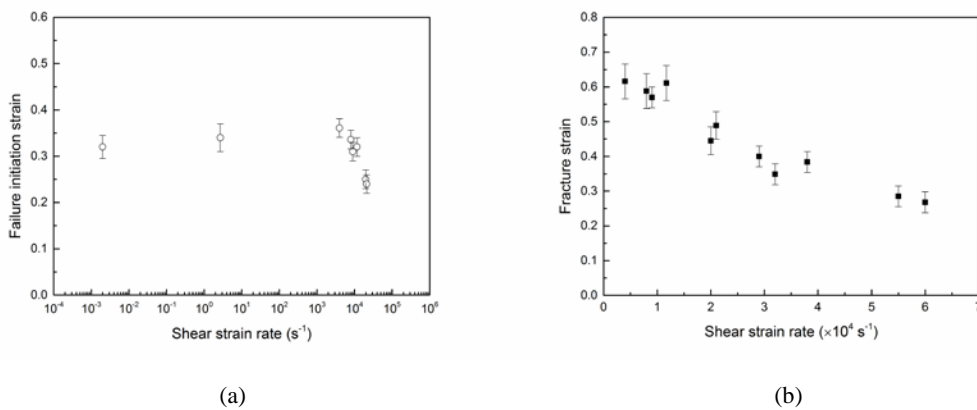 0.6
0.5
0.4
0.3
0.2
0.1
0.0
Failure initiation strain
10⁻⁴ 10⁻³ 10⁻² 10⁻¹ 10⁰ 10¹ 10² 10³ 10⁴ 10⁵ 10⁶
Shear strain rate (s⁻¹)
(a)
0.8
0.7
0.6
0.5
0.4
0.3
0.2
0.1
0.0
Fracture strain
0 1 2 3 4 5 6 7
Shear strain rate (×10⁴ s⁻¹)
(b)